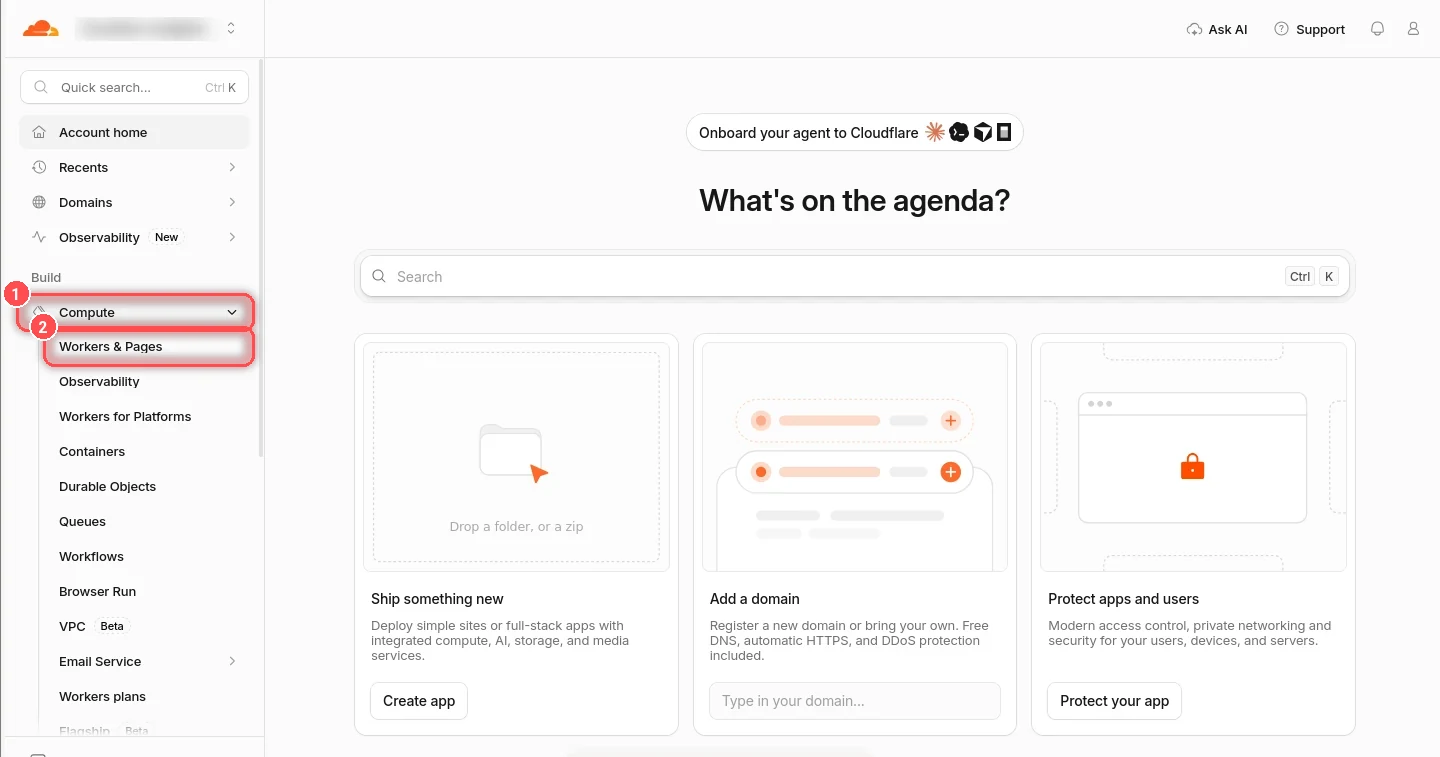 Ask AI
Support
Quick search...
Ctrl K
Account home
Recents
Domains
Observability New
Build
1
Compute
2
Workers & Pages
Observability
Workers for Platforms
Containers
Durable Objects
Queues
Workflows
Browser Run
VPC Beta
Email Service
Workers plans
Flagship Beta
Onboard your agent to Cloudflare
What's on the agenda?
Search
Ctrl K
Drop a folder, or a zip
Ship something new
Deploy simple sites or full-stack apps with
integrated compute, AI, storage, and media
services.
Create app
Add a domain
Register a new domain or bring your own. Free
DNS, automatic HTTPS, and DDoS protection
included.
Type in your domain...
Protect apps and users
Modern access control, private networking and
security for your users, devices, and servers.
Protect your app